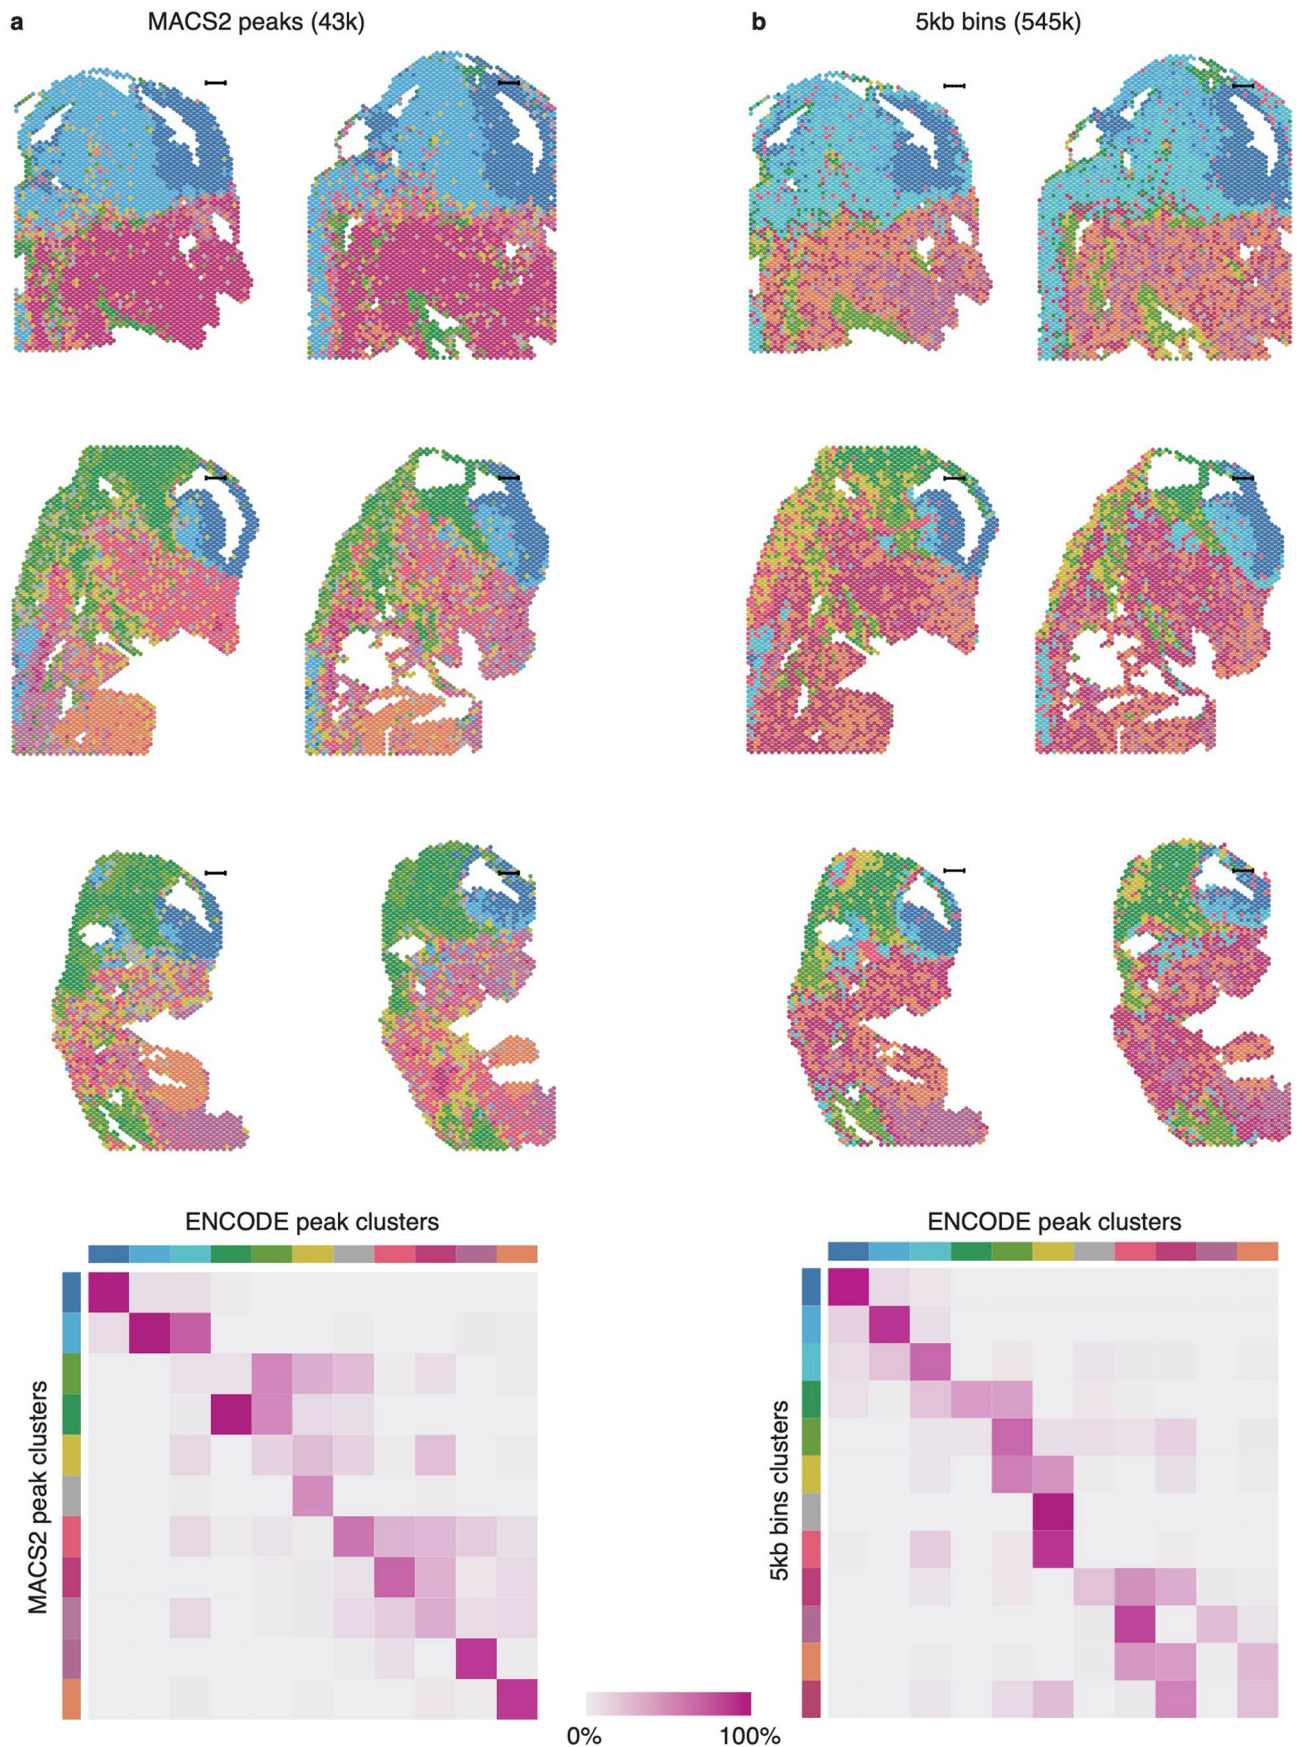 a MACS2 peaks (43k)
b 5kb bins (545k)
ENCODE peak clusters
ENCODE peak clusters
MACS2 peak clusters
5kb bins clusters
0% 100%